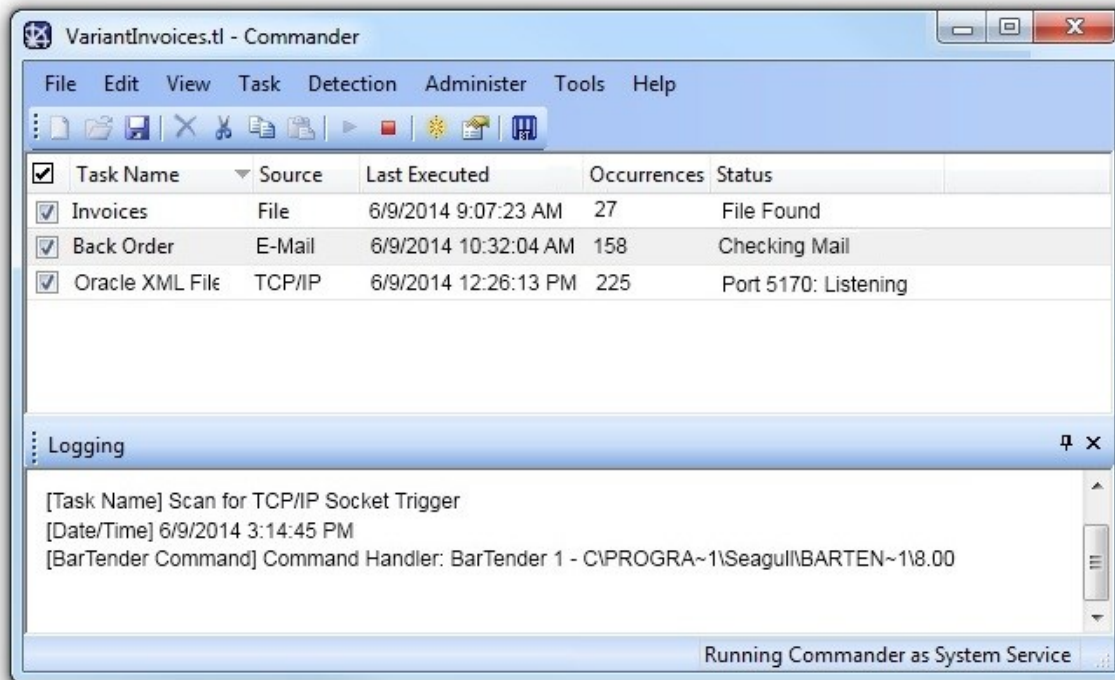 VariantInvoices.tl - Commander
File Edit View Task Detection Administer Tools Help
Task Name Source Last Executed Occurrences Status
Invoices File 6/9/2014 9:07:23 AM 27 File Found
Back Order E-Mail 6/9/2014 10:32:04 AM 158 Checking Mail
Oracle XML File TCP/IP 6/9/2014 12:26:13 PM 225 Port 5170: Listening
Logging
[Task Name] Scan for TCP/IP Socket Trigger
[Date/Time] 6/9/2014 3:14:45 PM
[BarTender Command] Command Handler: BarTender 1 - C\PROGRA~1\Seagull\BARTEN~1\8.00
Running Commander as System Service